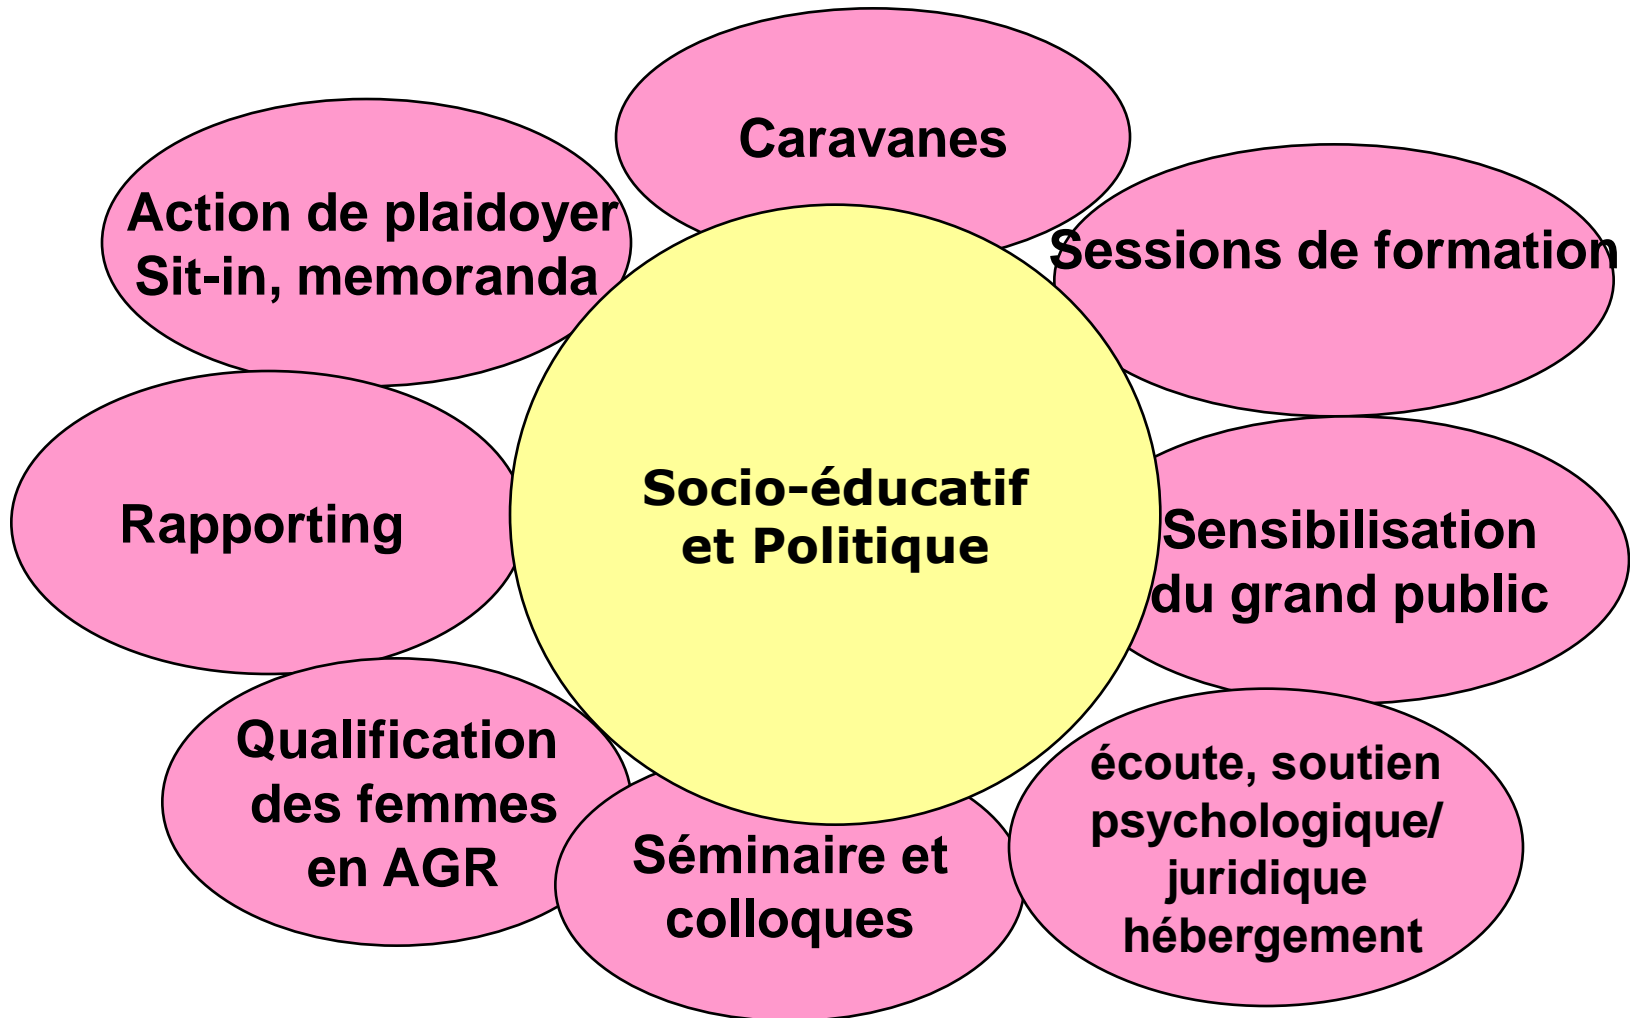 Caravanes
Action de plaidoyer
Sit-in, memoranda
Sessions de formation
Rapporting
Socio-éducatif
et Politique
Sensibilisation
du grand public
Qualification
des femmes
en AGR
Séminaire et
colloques
écoute, soutien
psychologique/
juridique
hébergement